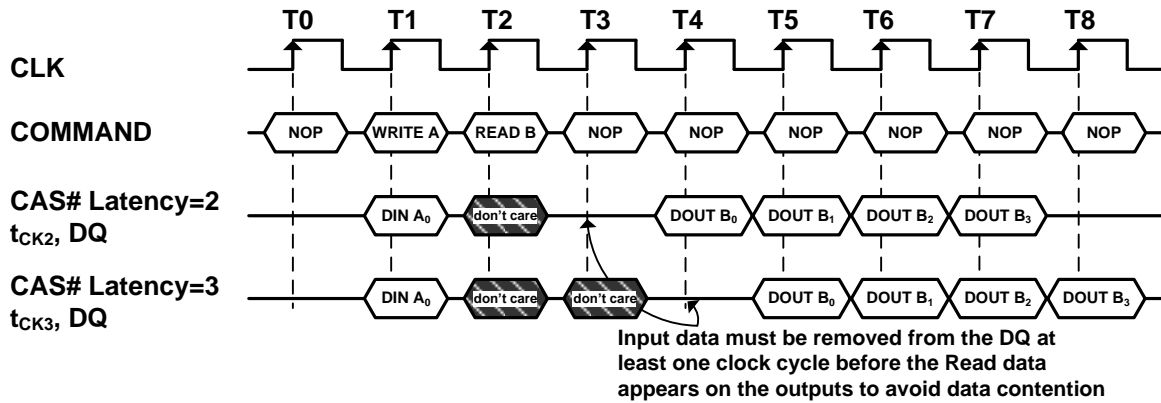 T0 T1 T2 T3 T4 T5 T6 T7 T8
CLK
COMMAND NOP WRITE A READ B NOP NOP NOP NOP NOP NOP
CAS# Latency=2
tCK2, DQ DIN A0 don't care DOUT B0 DOUT B1 DOUT B2 DOUT B3
CAS# Latency=3
tCK3, DQ DIN A0 don't care don't care DOUT B0 DOUT B1 DOUT B2 DOUT B3
Input data must be removed from the DQ at
least one clock cycle before the Read data
appears on the outputs to avoid data contention